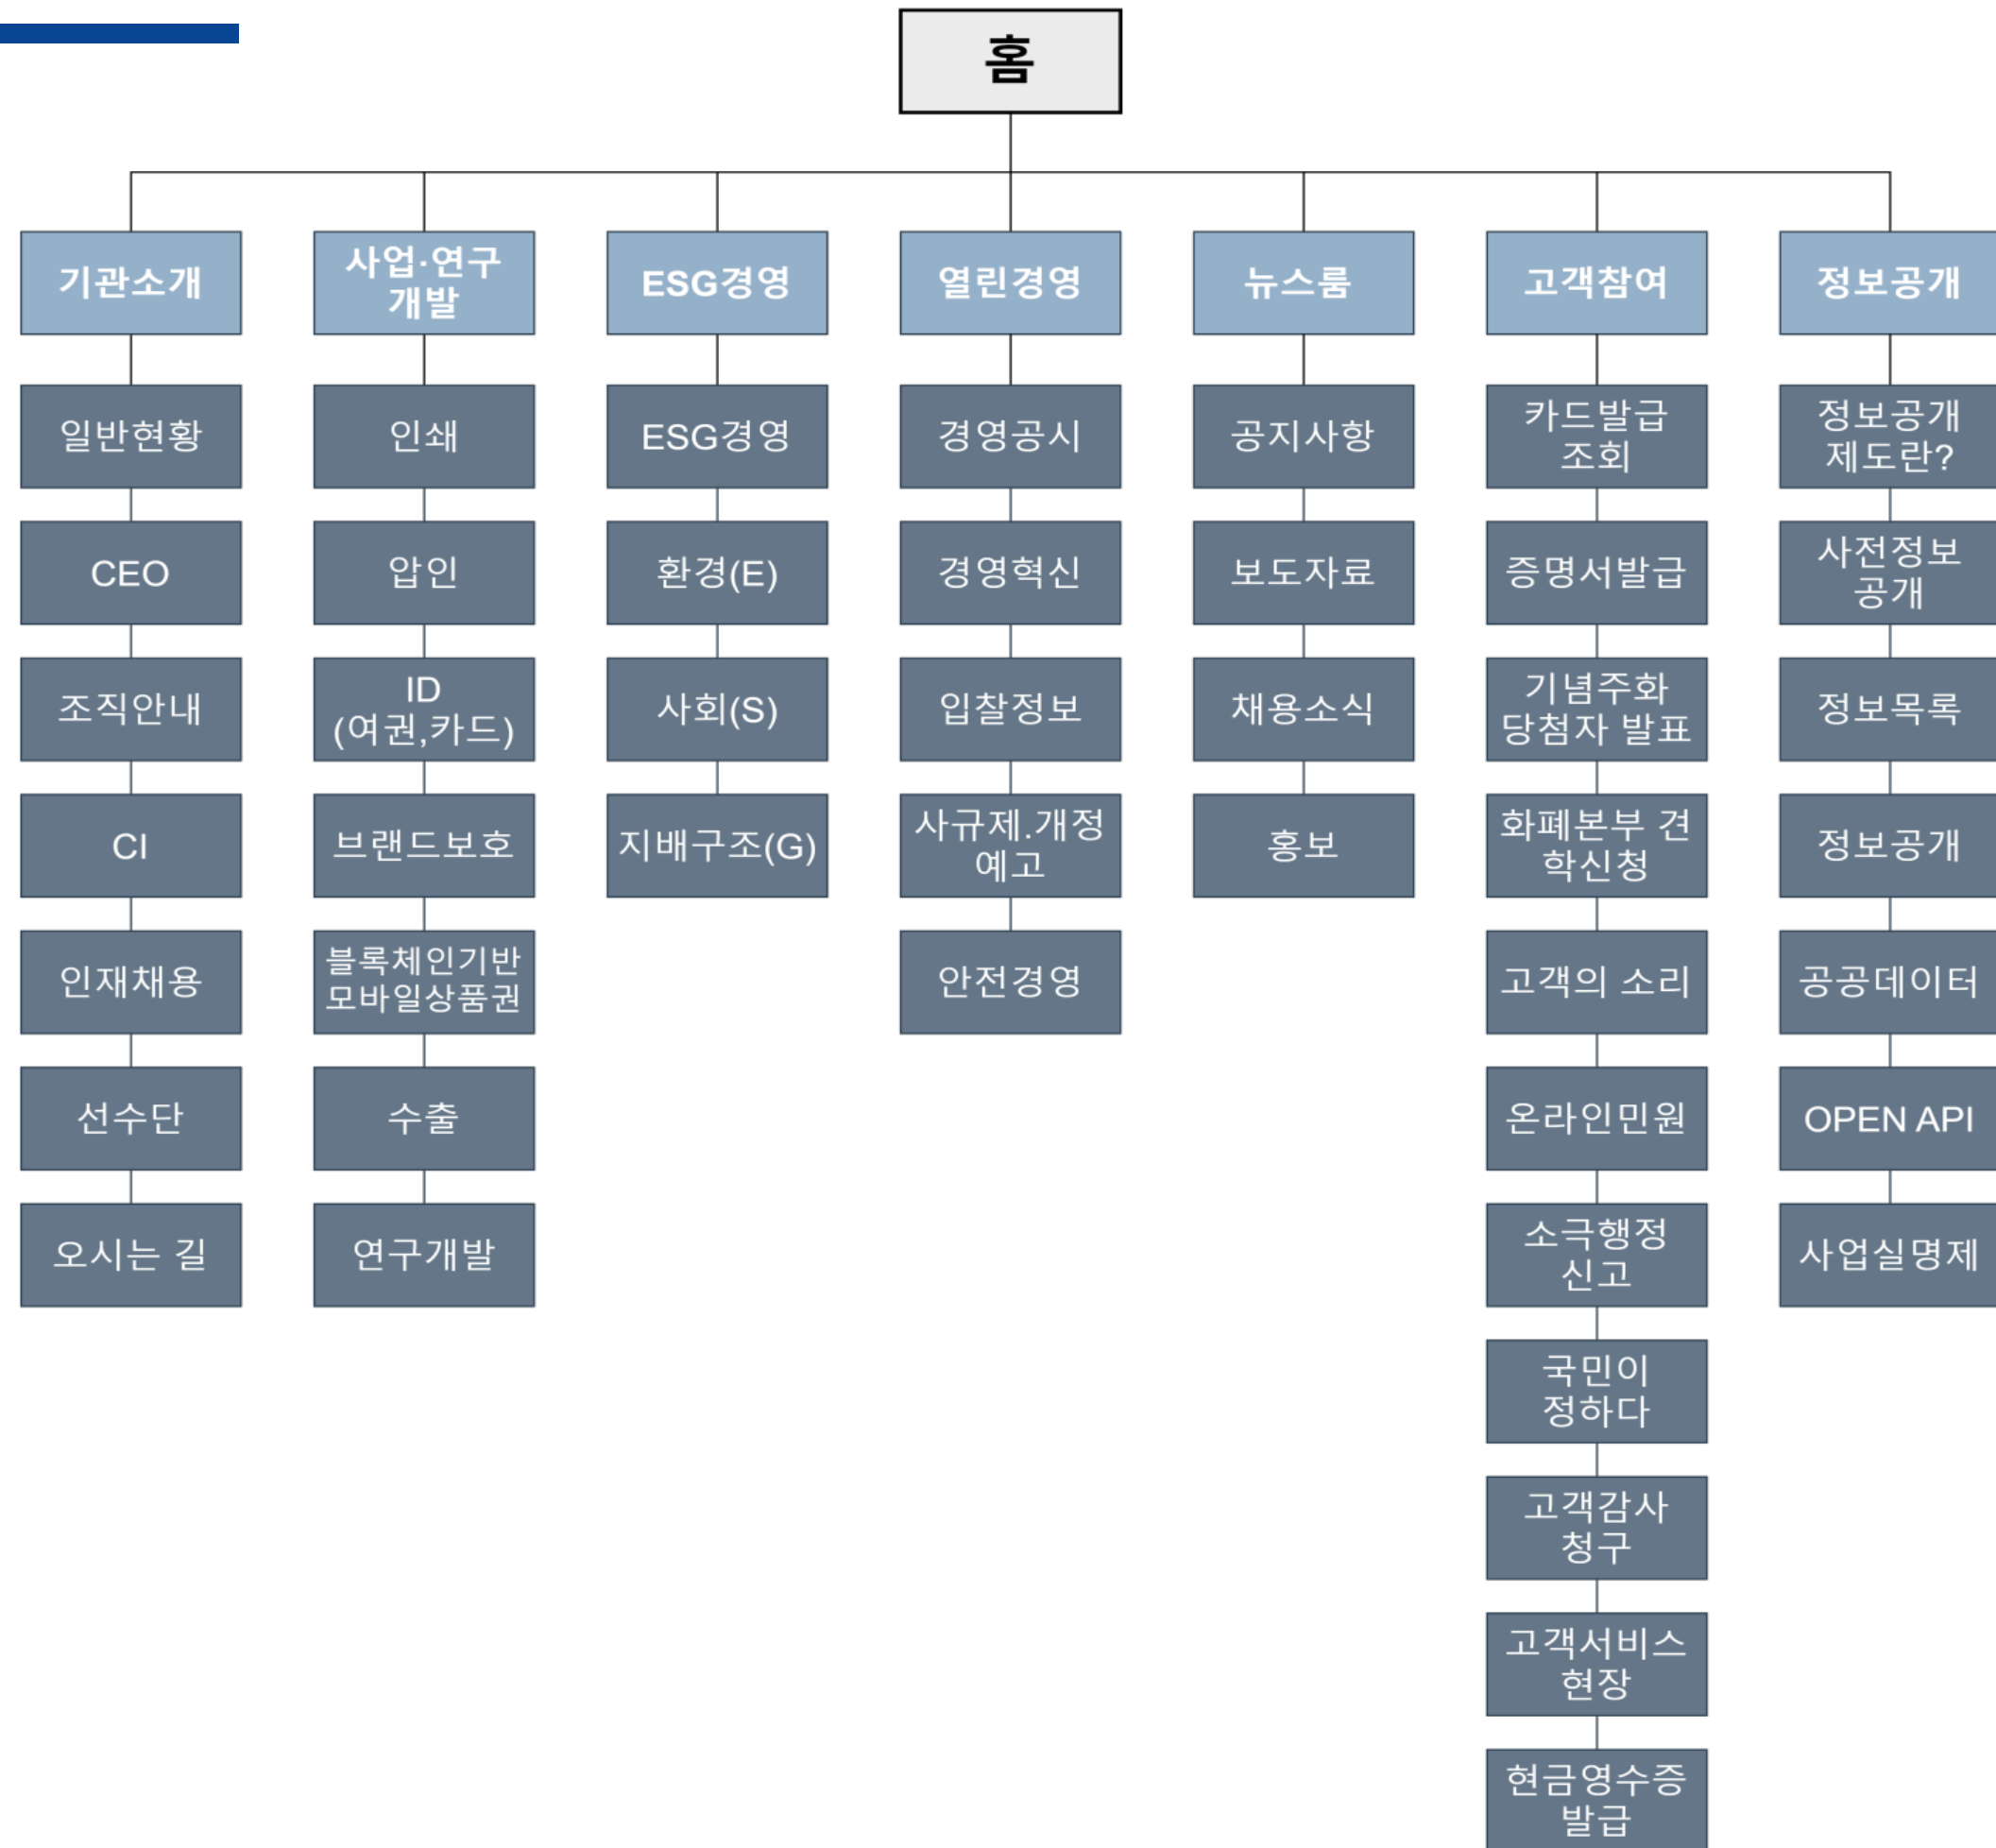 홈
기관소개
일반현황
CEO
조직안내
CI
인재채용
선수단
오시는 길
사업·연구
개발
인쇄
압인
ID
(여권,카드)
브랜드보호
블록체인기반
모바일상품권
수출
연구개발
ESG경영
ESG경영
환경(E)
사회(S)
지배구조(G)
열린경영
경영공시
경영혁신
입찰정보
사규제.개정
예고
안전경영
뉴스룸
공지사항
보도자료
채용소식
홍보
고객참여
카드발급
조회
증명서발급
기념주화
당첨자 발표
화폐본부 견
학신청
고객의 소리
온라인민원
소극행정
신고
국민이
정하다
고객감사
청구
고객서비스
헌장
현금영수증
발급
정보공개
정보공개
제도란?
사전정보
공개
정보목록
정보공개
공공데이터
OPEN API
사업실명제